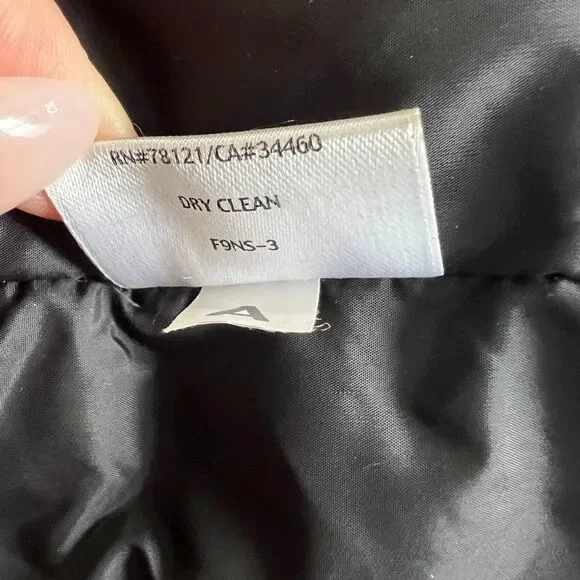 RN#78121/CA#34460
DRY CLEAN
F9NS-3
A